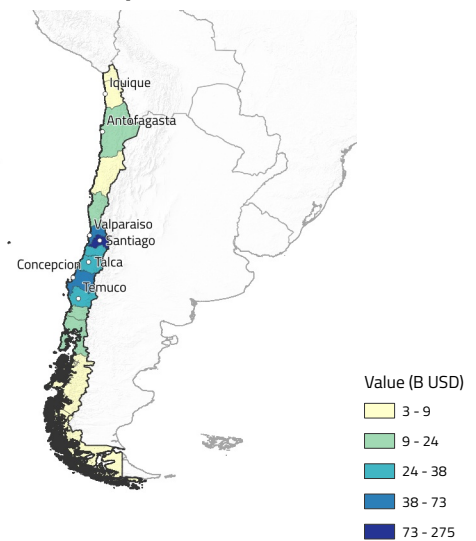 Iquique
Antofagasta
Valparaiso
Santiago
Concepcion
Talca
Temuco
Value (B USD)
3 - 9
9 - 24
24 - 38
38 - 73
73 - 275